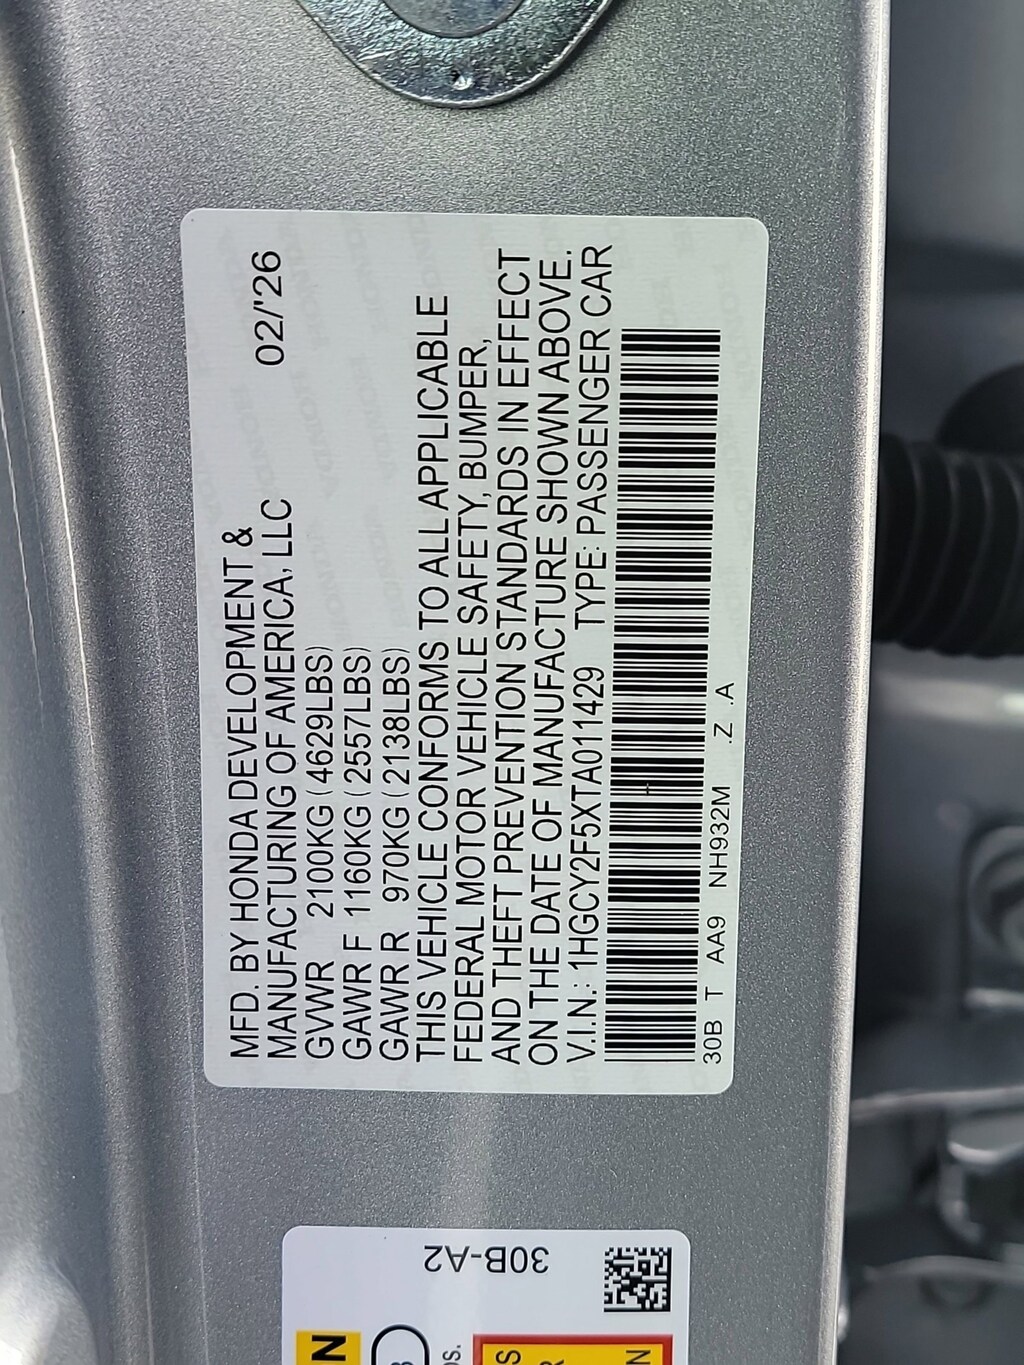 MFD. BY HONDA DEVELOPMENT &
MANUFACTURING OF AMERICA, LLC 02/'26
GVWR 2100KG (4629LBS)
GAWR F 1160KG (2557LBS)
GAWR R 970KG (2138LBS)
THIS VEHICLE CONFORMS TO ALL APPLICABLE
FEDERAL MOTOR VEHICLE SAFETY, BUMPER,
AND THEFT PREVENTION STANDARDS IN EFFECT
ON THE DATE OF MANUFACTURE SHOWN ABOVE.
V.I.N.: 1HGCY2F5XTA011429 TYPE: PASSENGER CAR
30B T AA9 NH932M .Z .A
30B-A2